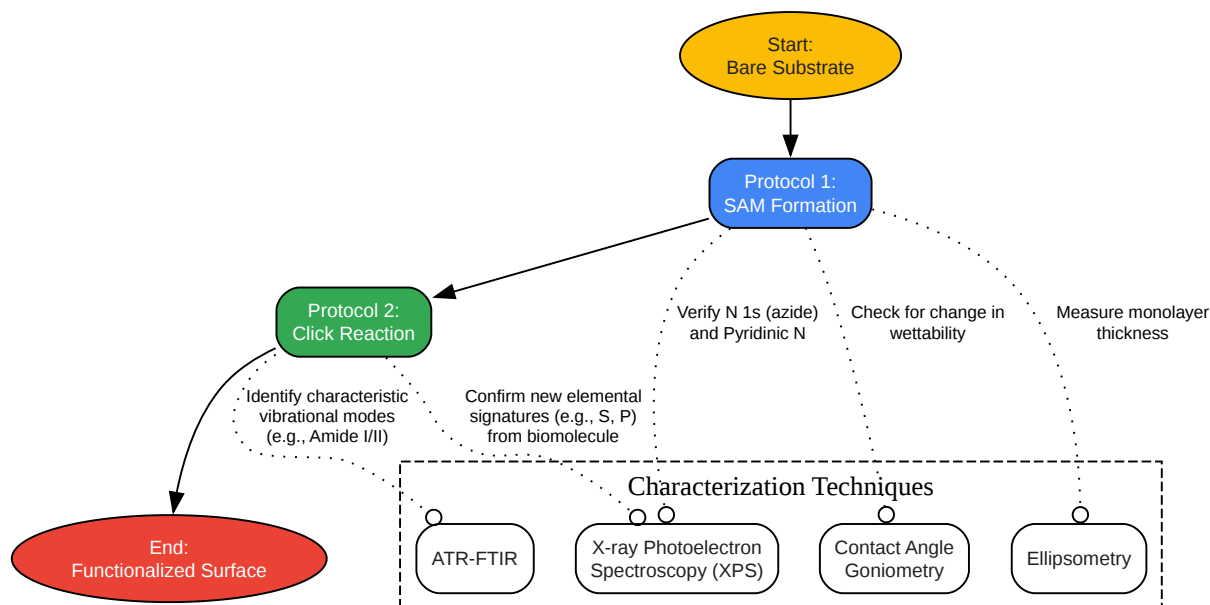 Start:
Bare Substrate
Protocol 1:
SAM Formation
Protocol 2:
Click Reaction
Verify N 1s (azide)
and Pyridinic N
Check for change in
wettability
Measure monolayer
thickness
Identify characteristic
vibrational modes
(e.g., Amide I/II)
Confirm new elemental
signatures (e.g., S, P)
from biomolecule
Characterization Techniques
End:
Functionalized Surface
ATR-FTIR
X-ray Photoelectron
Spectroscopy (XPS)
Contact Angle
Goniometry
Ellipsometry